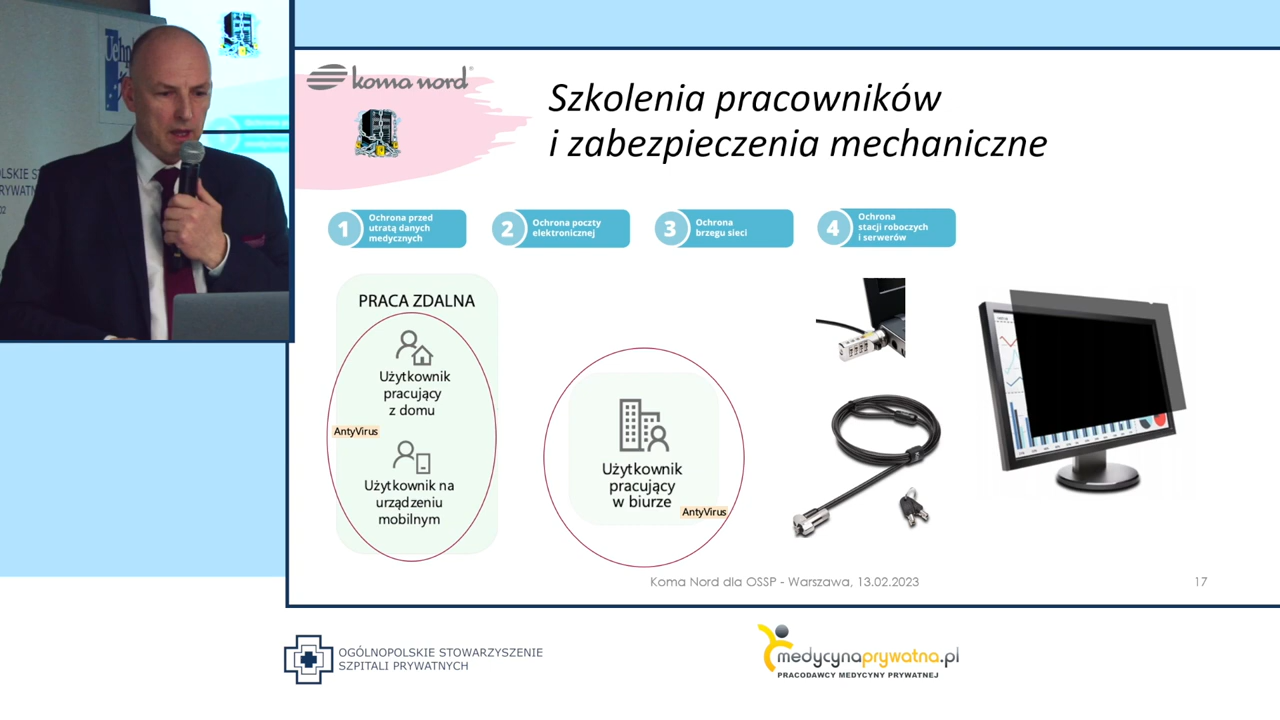 koma nord
Szkolenia pracowników
i zabezpieczenia mechaniczne
1
Ochrona przed
utratą danych
medycznych
2
Ochrona poczty
elektronicznej
3
Ochrona
brzegu sieci
4
Ochrona
stacji roboczych
i serwerów
PRACA ZDALNA
Użytkownik
pracujący
z domu
AntyVirus
Użytkownik na
urządzeniu
mobilnym
Użytkownik
pracujący
w biurze
AntyVirus
Koma Nord dla OSSP - Warszawa, 13.02.2023
17
OGÓLNOPOLSKIE STOWARZYSZENIE
SZPITALI PRYWATNYCH
medycynaprywatna.pl
PRACODAWCY MEDYCYNY PRYWATNEJ